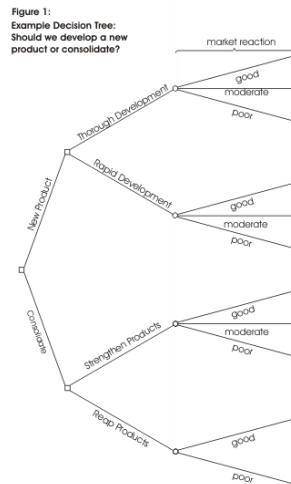 Figure 1:
Example Decision Tree:
Should we develop a new
product or consolidate?
market reaction
Thorough Development
good
moderate
poor
Rapid Development
New Product
good
moderate
poor
Consolidate
Strengthen Products
good
moderate
poor
Reap Products
good
poor